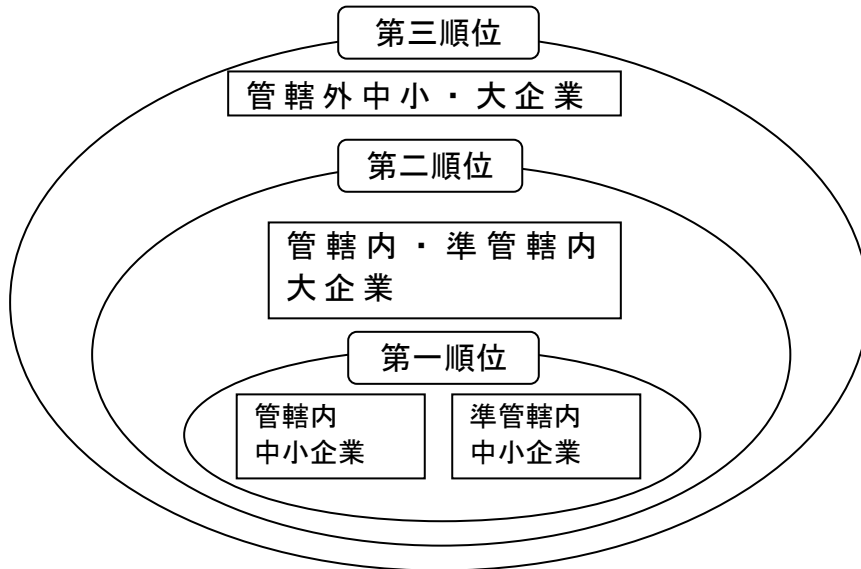 第三順位
管轄外中小・大企業
第二順位
管轄内・準管轄内
大企業
第一順位
管轄内
中小企業
準管轄内
中小企業